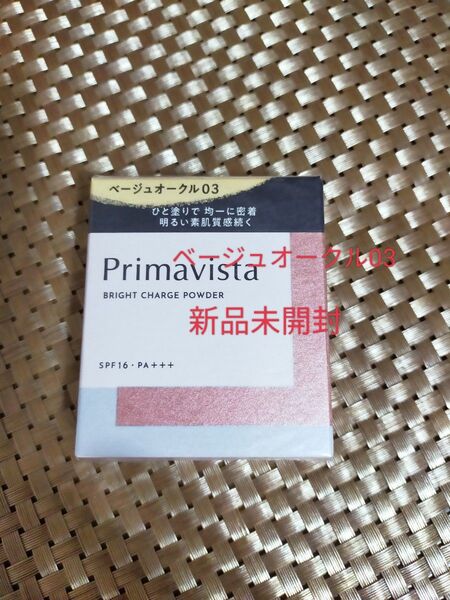 ベージュオークル03
ひと塗りで 均一に密着
明るい素肌質感続く
ベージュオークル03
Primavista
BRIGHT CHARGE POWDER
新品未開封
SPF16・PA+++